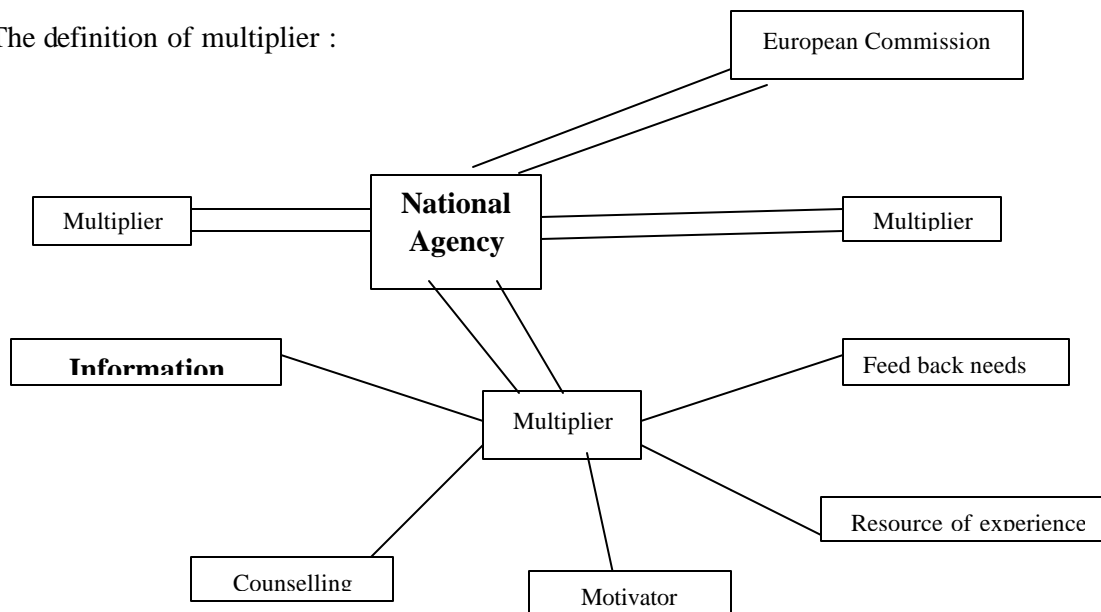 The definition of multiplier :
European Commission
National
Agency
Multiplier
Multiplier
Information
Feed back needs
Multiplier
Resource of experience
Counselling
Motivator